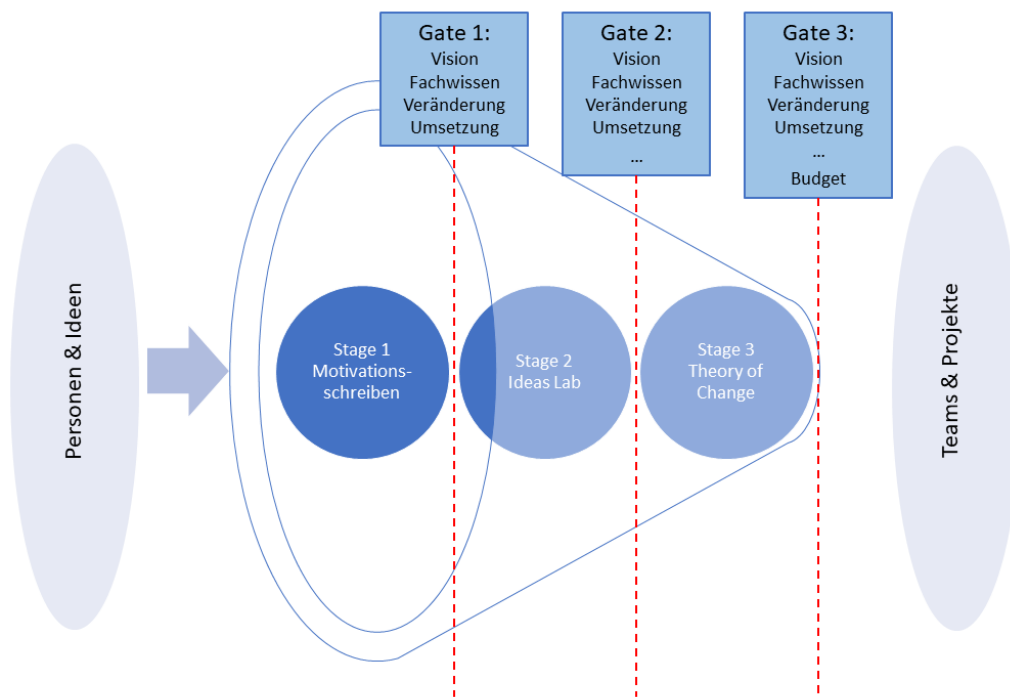 Gate 1:
Vision
Fachwissen
Veränderung
Umsetzung
Gate 2:
Vision
Fachwissen
Veränderung
Umsetzung
...
Gate 3:
Vision
Fachwissen
Veränderung
Umsetzung
...
Budget
Personen & Ideen
Stage 1
Motivations-
schreiben
Stage 2
Ideas Lab
Stage 3
Theory of
Change
Teams & Projekte